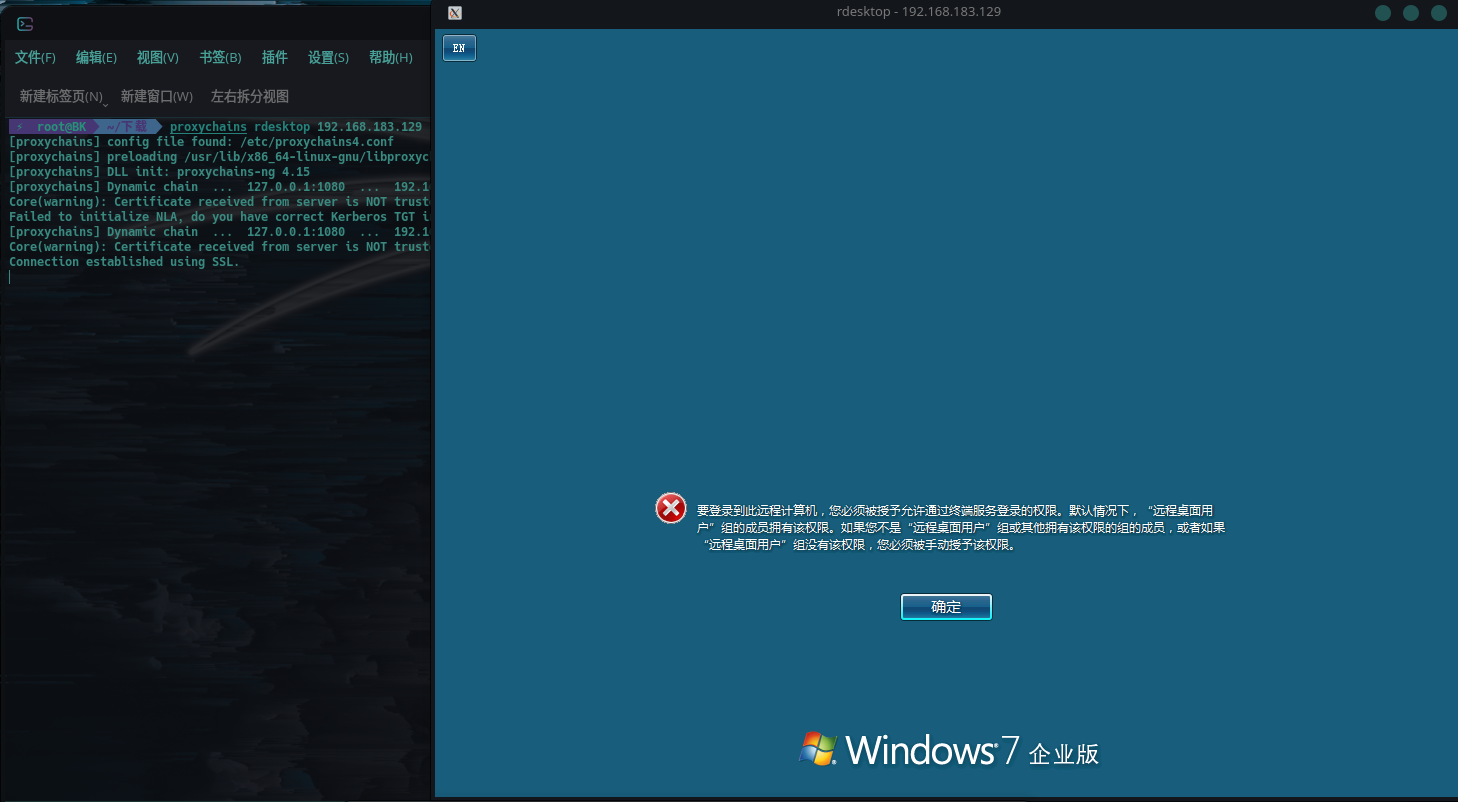 rdesktop - 192.168.183.129
文件(F) 编辑(E) 视图(V) 书签(B) 插件 设置(S) 帮助(H)
新建标签页(N) 新建窗口(W) 左右拆分视图
root@BK ~/下载 proxychains rdesktop 192.168.183.129
[proxychains] config file found: /etc/proxychains4.conf
[proxychains] preloading /usr/lib/x86_64-linux-gnu/libproxyc
[proxychains] DLL init: proxychains-ng 4.15
[proxychains] Dynamic chain ... 127.0.0.1:1080 ... 192.1
Core(warning): Certificate received from server is NOT trust
Failed to initialize NLA, do you have correct Kerberos TGT i
[proxychains] Dynamic chain ... 127.0.0.1:1080 ... 192.1
Core(warning): Certificate received from server is NOT trust
Connection established using SSL.
EN
要登录到此远程计算机，您必须被授予允许通过终端服务登录的权限。默认情况下，“远程桌面用
户”组的成员拥有该权限。如果您不是“远程桌面用户”组或其他拥有该权限的组的成员，或者如果
“远程桌面用户”组没有该权限，您必须被手动授予该权限。
确定
Windows 7 企业版